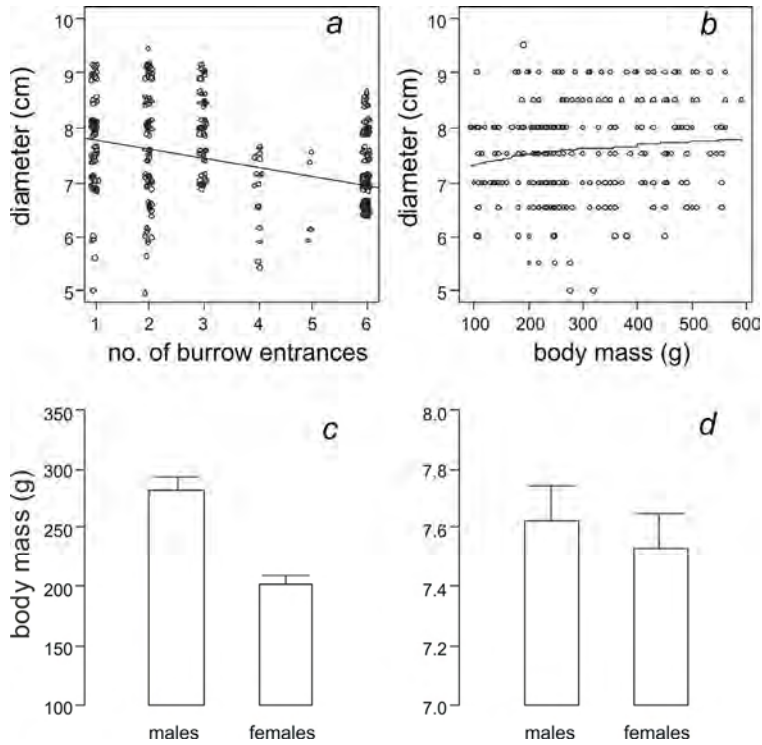 a
diameter (cm)
10
9
8
7
6
5
1 2 3 4 5 6
no. of burrow entrances
b
diameter (cm)
10
9
8
7
6
5
100 200 300 400 500 600
body mass (g)
c
body mass (g)
350
300
250
200
150
100
males females
d
8.0
7.8
7.6
7.4
7.2
7.0
males females